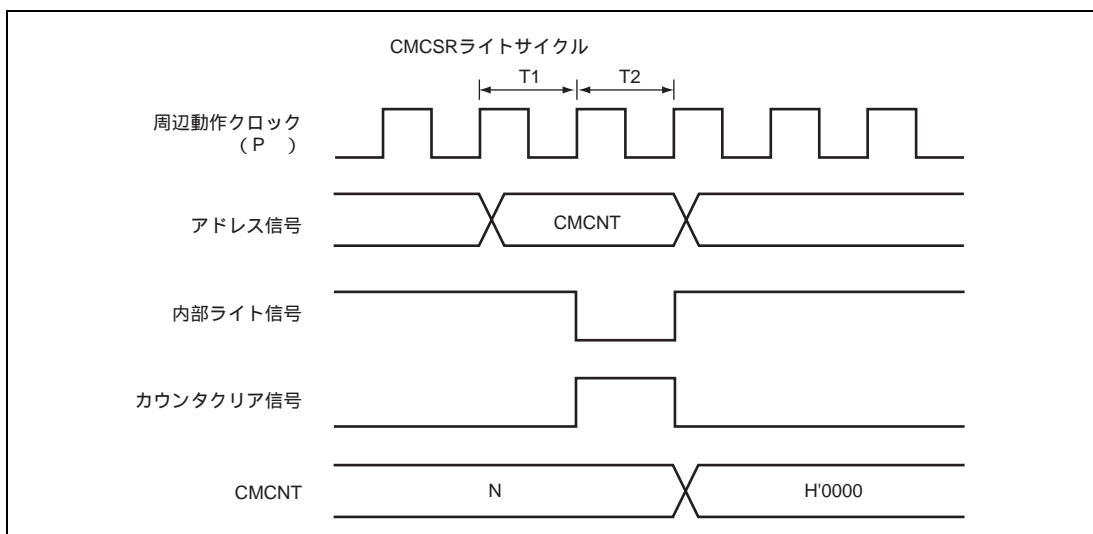 CMCSRライトサイクル
T1
T2
周辺動作クロック
（P　）
アドレス信号
CMCNT
内部ライト信号
カウンタクリア信号
CMCNT
N
H'0000